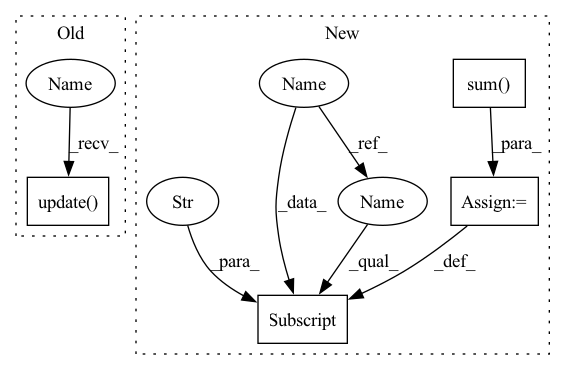 Old
New
Name
Name
sum()
_recv_
_ref_
_para_
update()
Str
_data_
Name
Assign:=
_para_
_qual_
_def_
Subscript